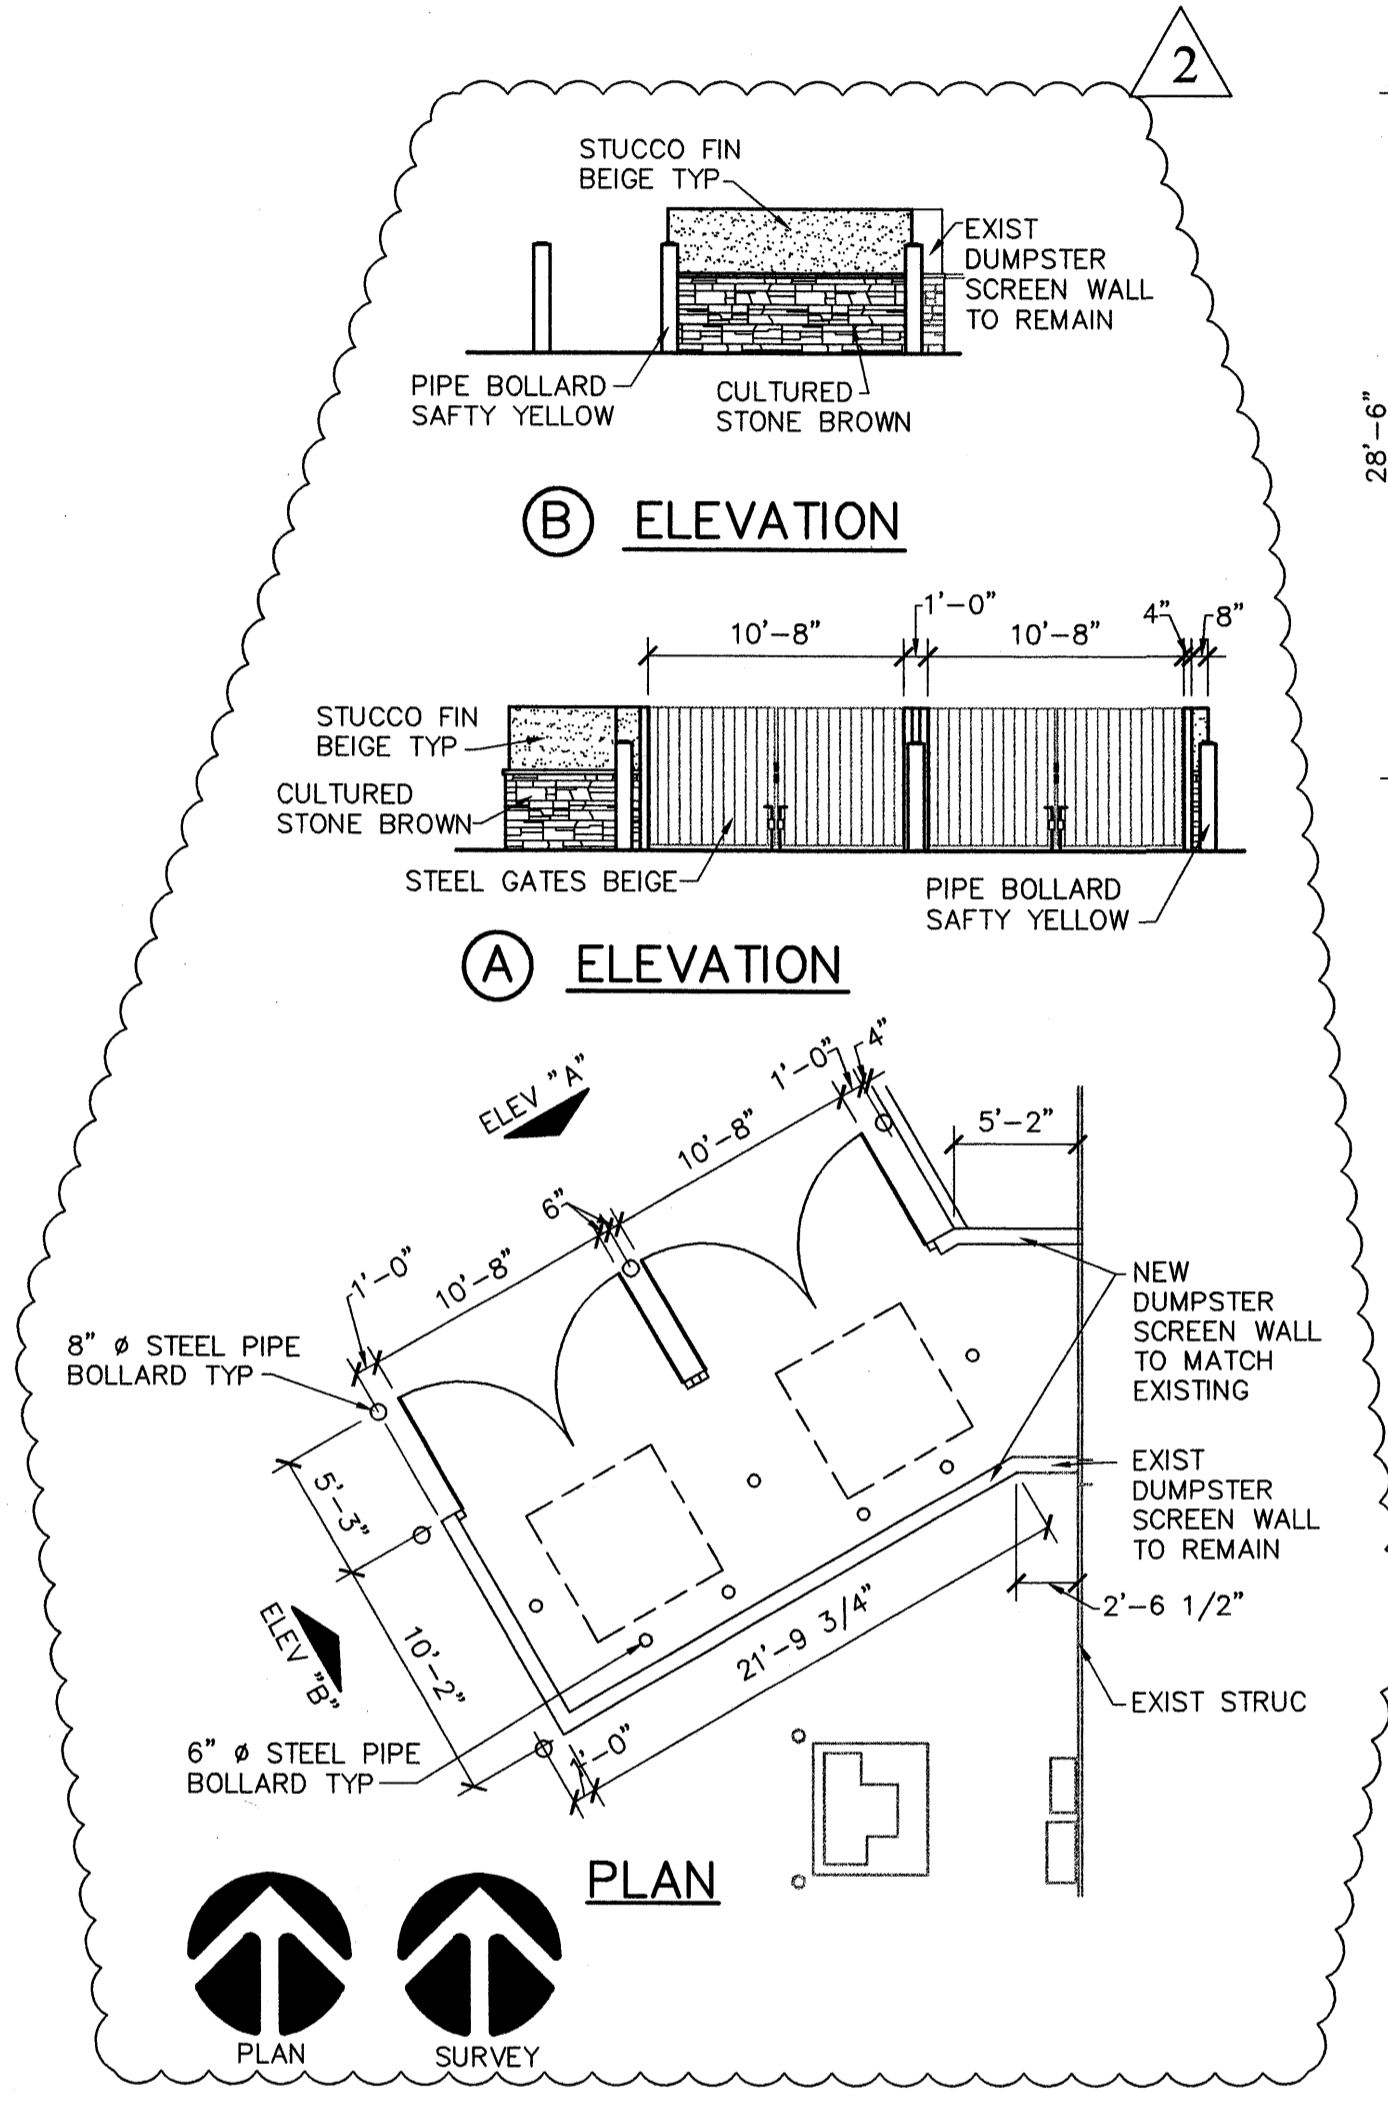 2
STUCCO FIN
BEIGE TYP
EXIST
DUMPSTER
SCREEN WALL
TO REMAIN
PIPE BOLLARD
SAFTY YELLOW
CULTURED
STONE BROWN
28'-6"
B ELEVATION
10'-8"
1'-0"
10'-8"
4"
8"
STUCCO FIN
BEIGE TYP
CULTURED
STONE BROWN
STEEL GATES BEIGE
PIPE BOLLARD
SAFTY YELLOW
A ELEVATION
ELEV "A"
1'-0"
4"
10'-8"
5'-2"
6"
10'-8"
1'-0"
8" ø STEEL PIPE
BOLLARD TYP
NEW
DUMPSTER
SCREEN WALL
TO MATCH
EXISTING
5'-3"
EXIST
DUMPSTER
SCREEN WALL
TO REMAIN
2'-6 1/2"
21'-9 3/4"
ELEV "B"
10'-2"
EXIST STRUC
1'-0"
6" ø STEEL PIPE
BOLLARD TYP
PLAN
PLAN
SURVEY